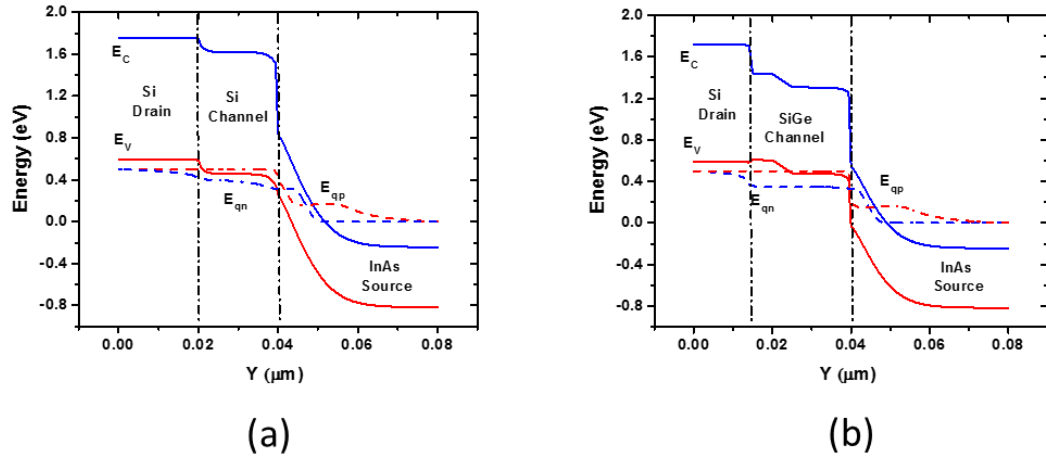 2.0
1.6
1.2
0.8
0.4
0.0
-0.4
-0.8
Energy (eV)
E_C
Si
Drain
Si
Channel
E_V
E_qn
E_qp
InAs
Source
0.00 0.02 0.04 0.06 0.08
Y (μm)
(a)
2.0
1.6
1.2
0.8
0.4
0.0
-0.4
-0.8
Energy (eV)
E_C
Si
Drain
SiGe
Channel
E_V
E_qn
E_qp
InAs
Source
0.00 0.02 0.04 0.06 0.08
Y (μm)
(b)